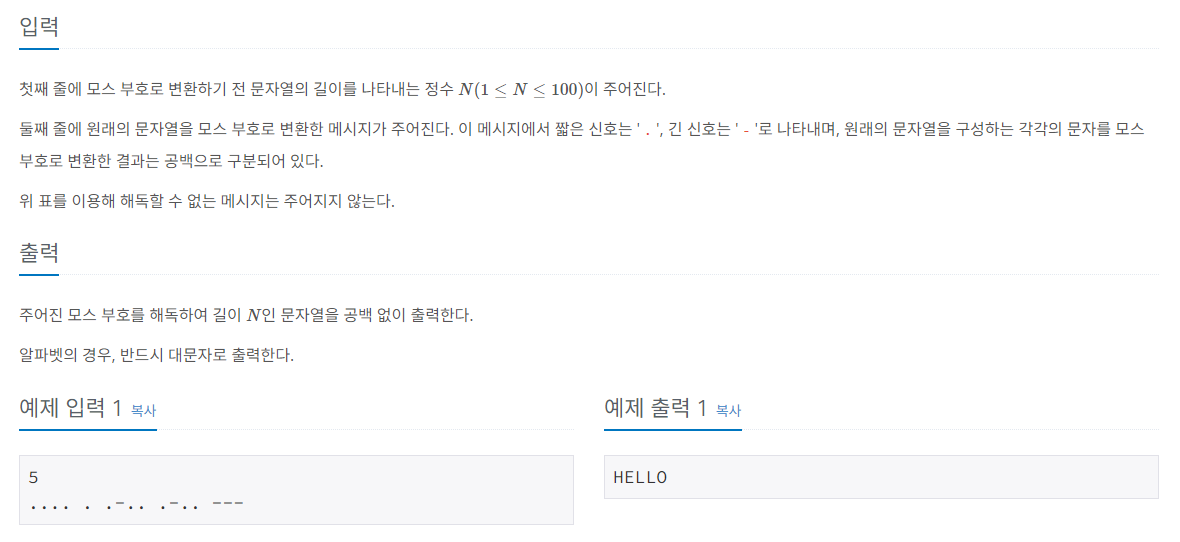 입력
첫째 줄에 모스 부호로 변환하기 전 문자열의 길이를 나타내는 정수 N(1 ≤ N ≤ 100)이 주어진다.
둘째 줄에 원래의 문자열을 모스 부호로 변환한 메시지가 주어진다. 이 메시지에서 짧은 신호는 ' . ', 긴 신호는 ' - '로 나타내며, 원래의 문자열을 구성하는 각각의 문자를 모스
부호로 변환한 결과는 공백으로 구분되어 있다.
위 표를 이용해 해독할 수 없는 메시지는 주어지지 않는다.
출력
주어진 모스 부호를 해독하여 길이 N인 문자열을 공백 없이 출력한다.
알파벳의 경우, 반드시 대문자로 출력한다.
예제 입력 1 복사
5
.... . .-.. .-.. ---
예제 출력 1 복사
HELLO